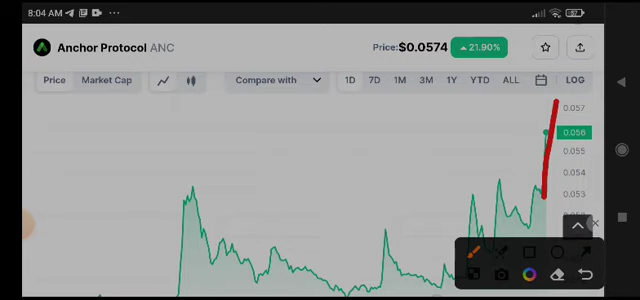 8:04 AM
57
Anchor Protocol ANC
Price: $0.0574
21.90%
Price
Market Cap
Compare with
1D 7D 1M 3M 1Y YTD ALL
LOG
0.057
0.056
0.055
0.054
0.053